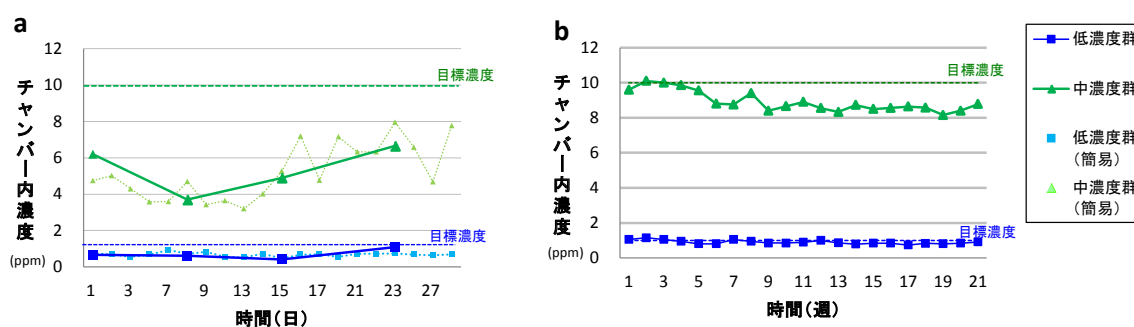 a
12
10
8
6
4
2
0
チャンバー内濃度
(ppm)
目標濃度
目標濃度
1 3 7 9 13 15 17 21 23 27
時間(日)
b
12
10
8
6
4
2
0
チャンバー内濃度
(ppm)
目標濃度
目標濃度
1 3 5 7 9 11 13 15 17 19 21
時間(週)
低濃度群
中濃度群
低濃度群
(簡易)
中濃度群
(簡易)